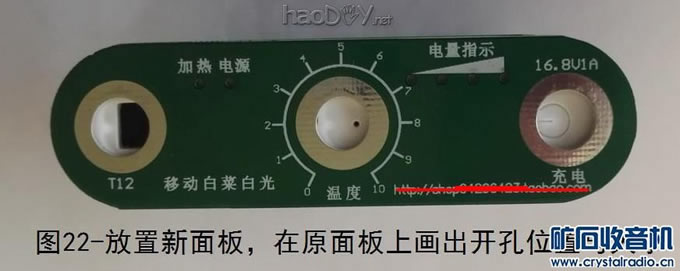 haoDIY.net
加热 电源
电量指示
16.8V1A
0 1 2 3 4 5 6 7 8 9 10
T12
移动白菜白光
温度
充电
taobao.com
图22-放置新面板，在原面板上画出开孔位置
矿石收音机
www.crystalradio.cn